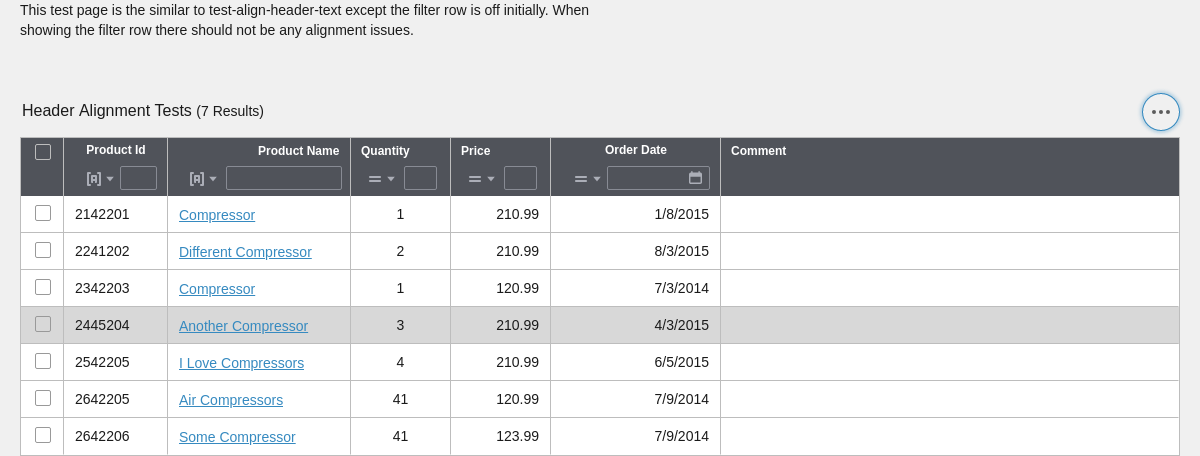 This test page is the similar to test-align-header-text except the filter row is off initially. When
showing the filter row there should not be any alignment issues.
Header Alignment Tests (7 Results)
Product Id Product Name Quantity Price Order Date Comment
2142201 Compressor 1 210.99 1/8/2015
2241202 Different Compressor 2 210.99 8/3/2015
2342203 Compressor 1 120.99 7/3/2014
2445204 Another Compressor 3 210.99 4/3/2015
2542205 I Love Compressors 4 210.99 6/5/2015
2642205 Air Compressors 41 120.99 7/9/2014
2642206 Some Compressor 41 123.99 7/9/2014